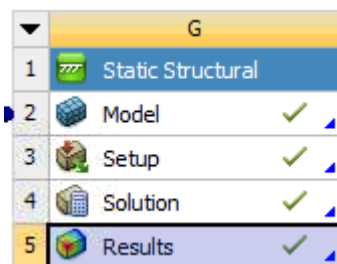 G
1 Static Structural
2 Model
3 Setup
4 Solution
5 Results